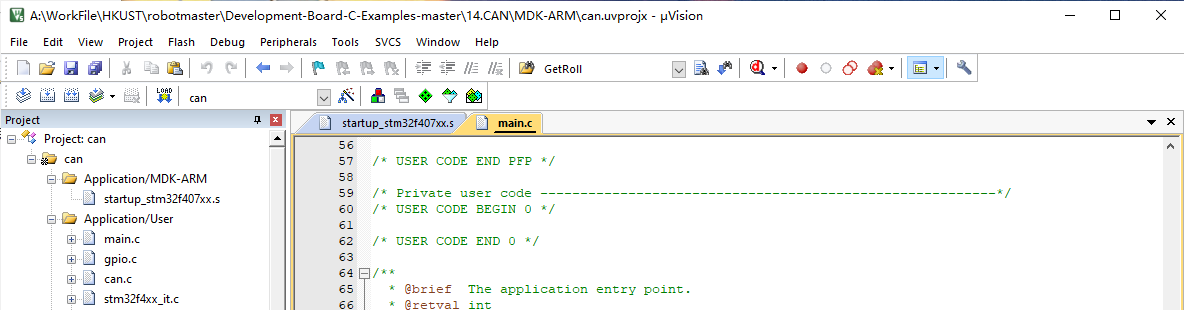 A:\WorkFile\HKUST\robotmaster\Development-Board-C-Examples-master\14.CAN\MDK-ARM\can.uvprojx - µVision
File Edit View Project Flash Debug Peripherals Tools SVCS Window Help
GetRoll
LOAD
can
Project
startup_stm32f407xx.s main.c
Project: can
can
Application/MDK-ARM
startup_stm32f407xx.s
Application/User
main.c
gpio.c
can.c
stm32f4xx_it.c
56
57 /* USER CODE END PFP */
58
59 /* Private user code ---------------------------------------------------------*/
60 /* USER CODE BEGIN 0 */
61
62 /* USER CODE END 0 */
63
64 /**
65 * @brief  The application entry point.
66 * @retval int